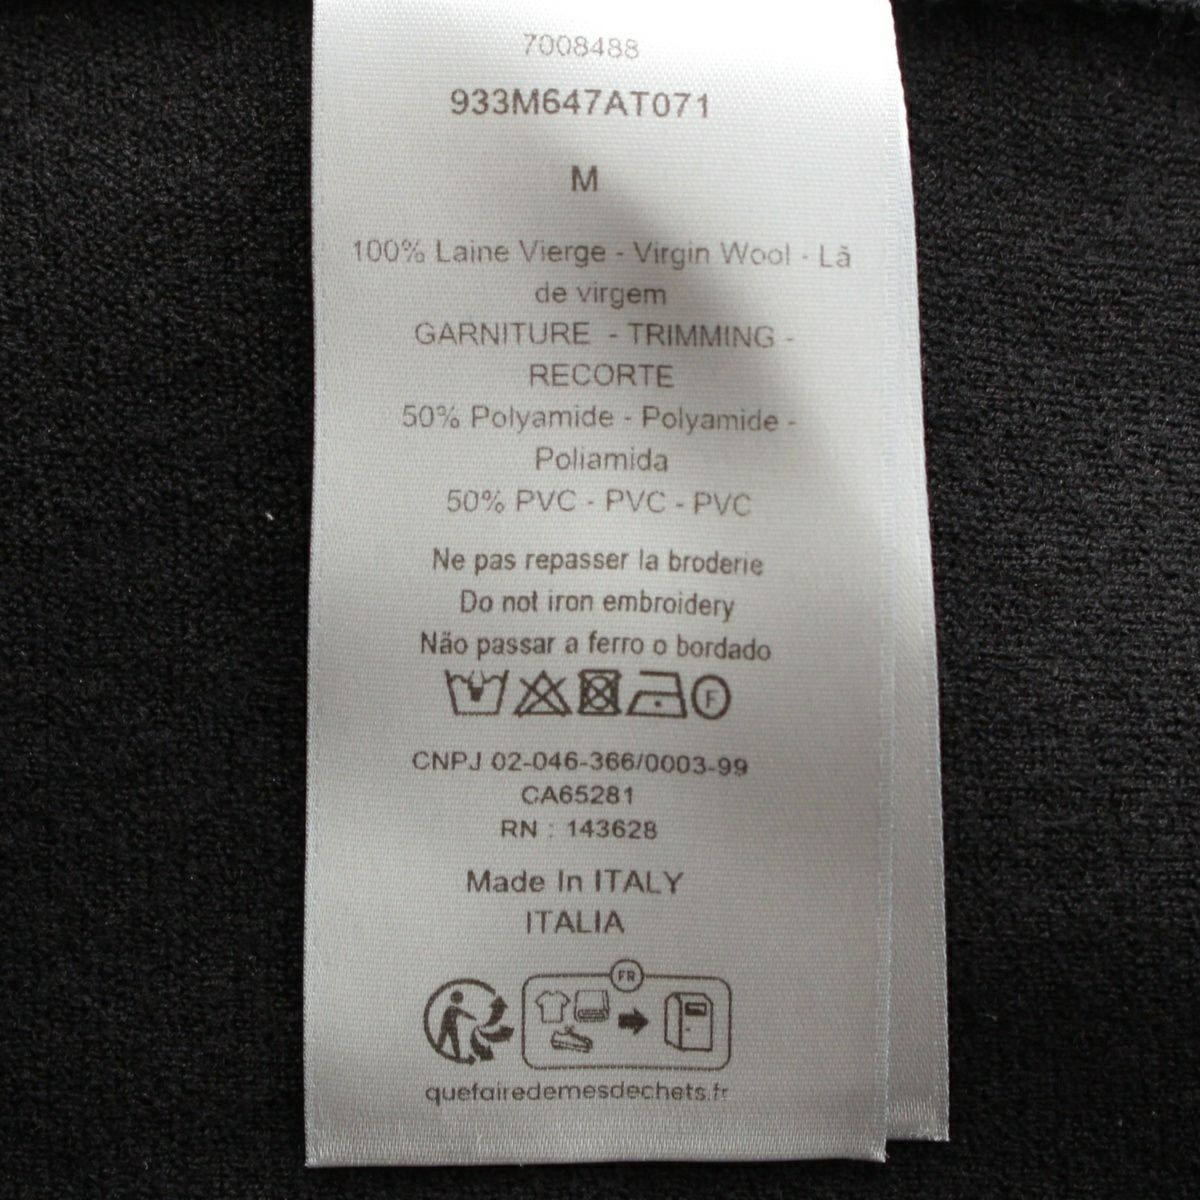 7008488
933M647AT071
M
100% Laine Vierge - Virgin Wool - Lã
de virgem
GARNITURE - TRIMMING -
RECORTE
50% Polyamide - Polyamide -
Poliamida
50% PVC - PVC - PVC
Ne pas repasser la broderie
Do not iron embroidery
Não passar a ferro o bordado
F
CNPJ 02-046-366/0003-99
CA65281
RN : 143628
Made In ITALY
ITALIA
FR
quefairedemesdechets.fr